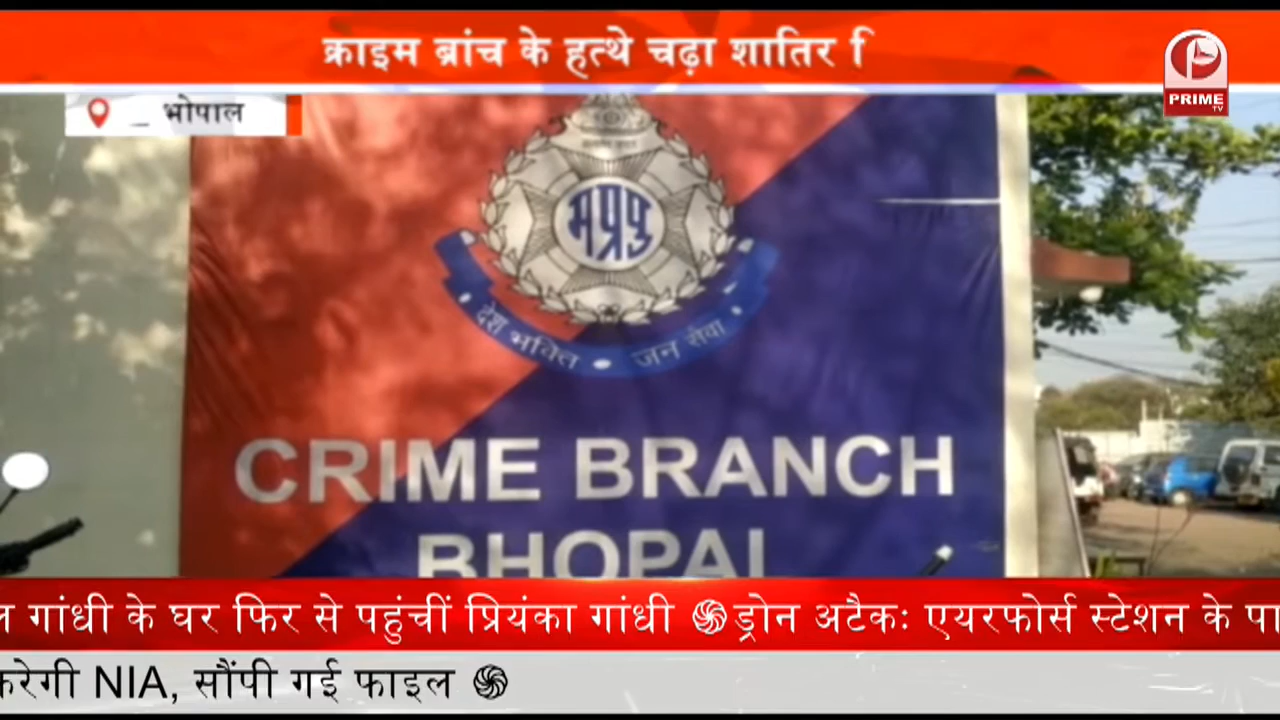 क्राइम ब्रांच के हत्थे चढ़ा शातिर
PRIME
TV
भोपाल
मप्रपु
देश भक्ति • जन सेवा
CRIME BRANCH
BHOPAL
गांधी के घर फिर से पहुंचीं प्रियंका गांधी ֍ ड्रोन अटैकः एयरफोर्स स्टेशन के
करेगी NIA, सौंपी गई फाइल ֍